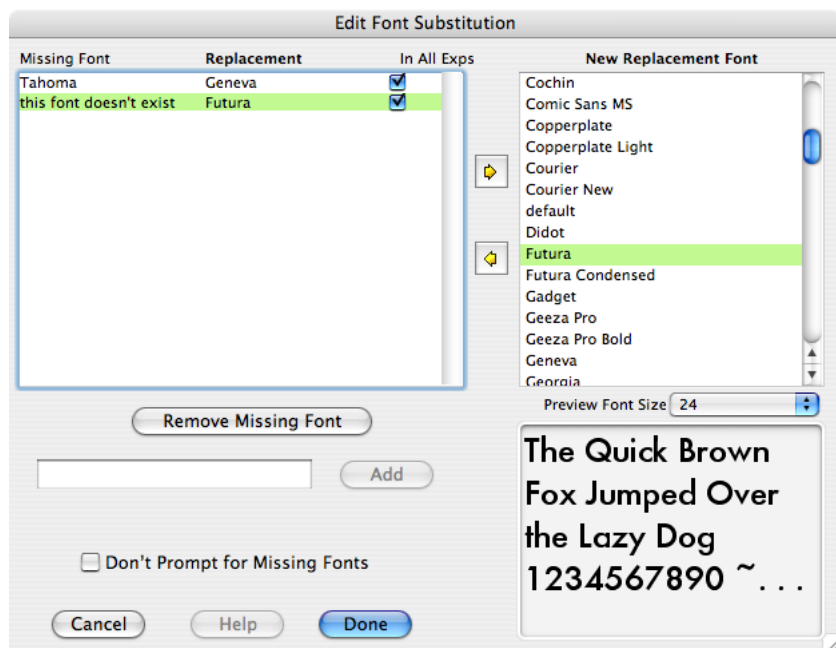 Edit Font Substitution
Missing Font Replacement In All Exps
Tahoma Geneva
this font doesn't exist Futura
Remove Missing Font
Add
Don't Prompt for Missing Fonts
Cancel Help Done
New Replacement Font
Cochin
Comic Sans MS
Copperplate
Copperplate Light
Courier
Courier New
default
Didot
Futura
Futura Condensed
Gadget
Geeza Pro
Geeza Pro Bold
Geneva
Georgia
Preview Font Size 24
The Quick Brown
Fox Jumped Over
the Lazy Dog
1234567890 ~...